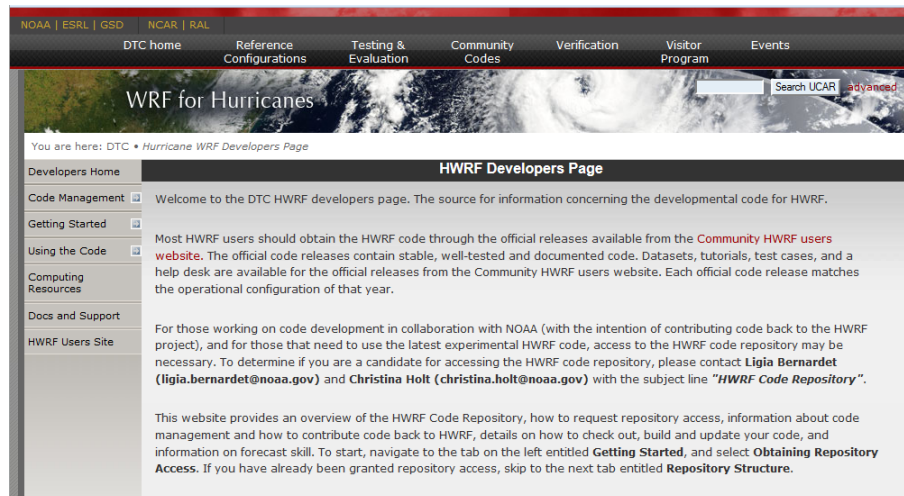 NOAA | ESRL | GSD NCAR | RAL
DTC home Reference Configurations Testing & Evaluation Community Codes Verification Visitor Program Events
WRF for Hurricanes
Search UCAR advanced
You are here: DTC • Hurricane WRF Developers Page
Developers Home
Code Management
Getting Started
Using the Code
Computing
Resources
Docs and Support
HWRF Users Site
HWRF Developers Page
Welcome to the DTC HWRF developers page. The source for information concerning the developmental code for HWRF.
Most HWRF users should obtain the HWRF code through the official releases available from the Community HWRF users
website. The official code releases contain stable, well-tested and documented code. Datasets, tutorials, test cases, and a
help desk are available for the official releases from the Community HWRF users website. Each official code release matches
the operational configuration of that year.
For those working on code development in collaboration with NOAA (with the intention of contributing code back to the HWRF
project), and for those that need to use the latest experimental HWRF code, access to the HWRF code repository may be
necessary. To determine if you are a candidate for accessing the HWRF code repository, please contact Ligia Bernardet
(ligia.bernardet@noaa.gov) and Christina Holt (christina.holt@noaa.gov) with the subject line "HWRF Code Repository".
This website provides an overview of the HWRF Code Repository, how to request repository access, information about code
management and how to contribute code back to HWRF, details on how to check out, build and update your code, and
information on forecast skill. To start, navigate to the tab on the left entitled Getting Started, and select Obtaining Repository
Access. If you have already been granted repository access, skip to the next tab entitled Repository Structure.